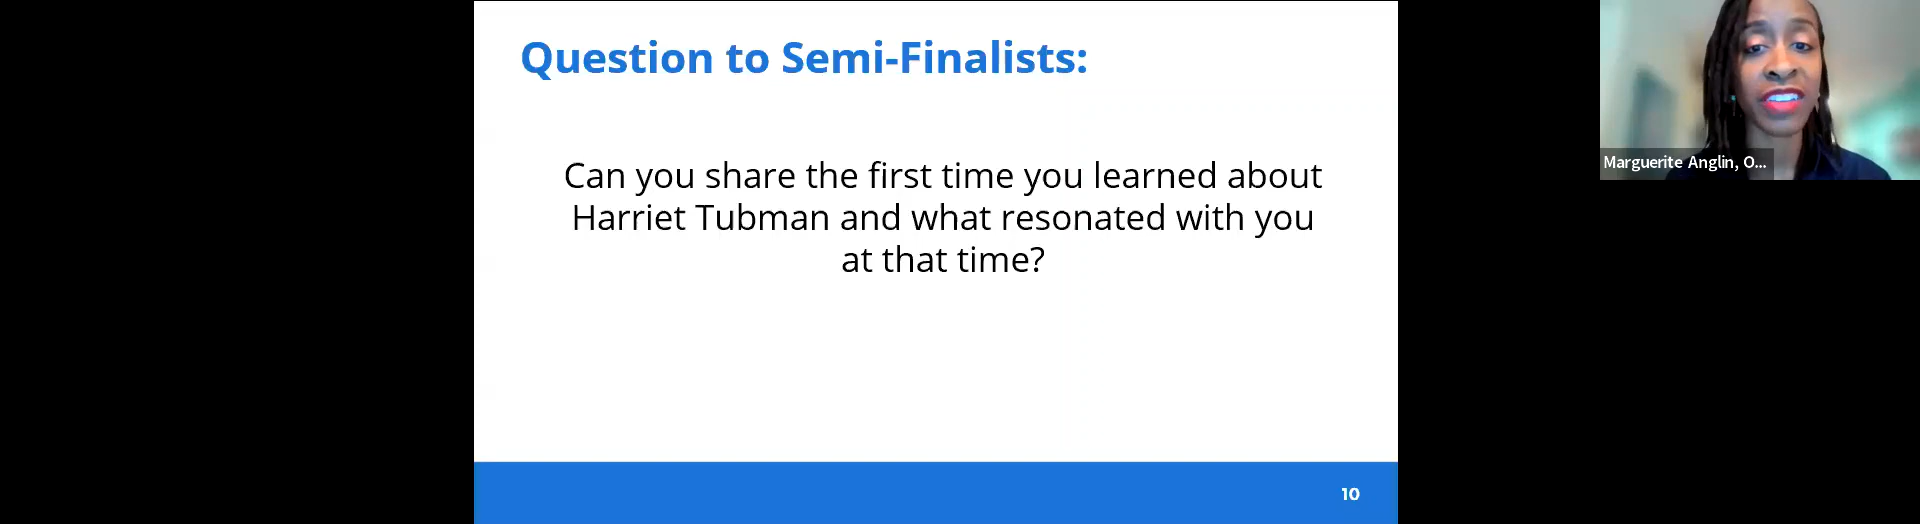 Question to Semi-Finalists:
Can you share the first time you learned about
Harriet Tubman and what resonated with you
at that time?
10
Marguerite Anglin, O...